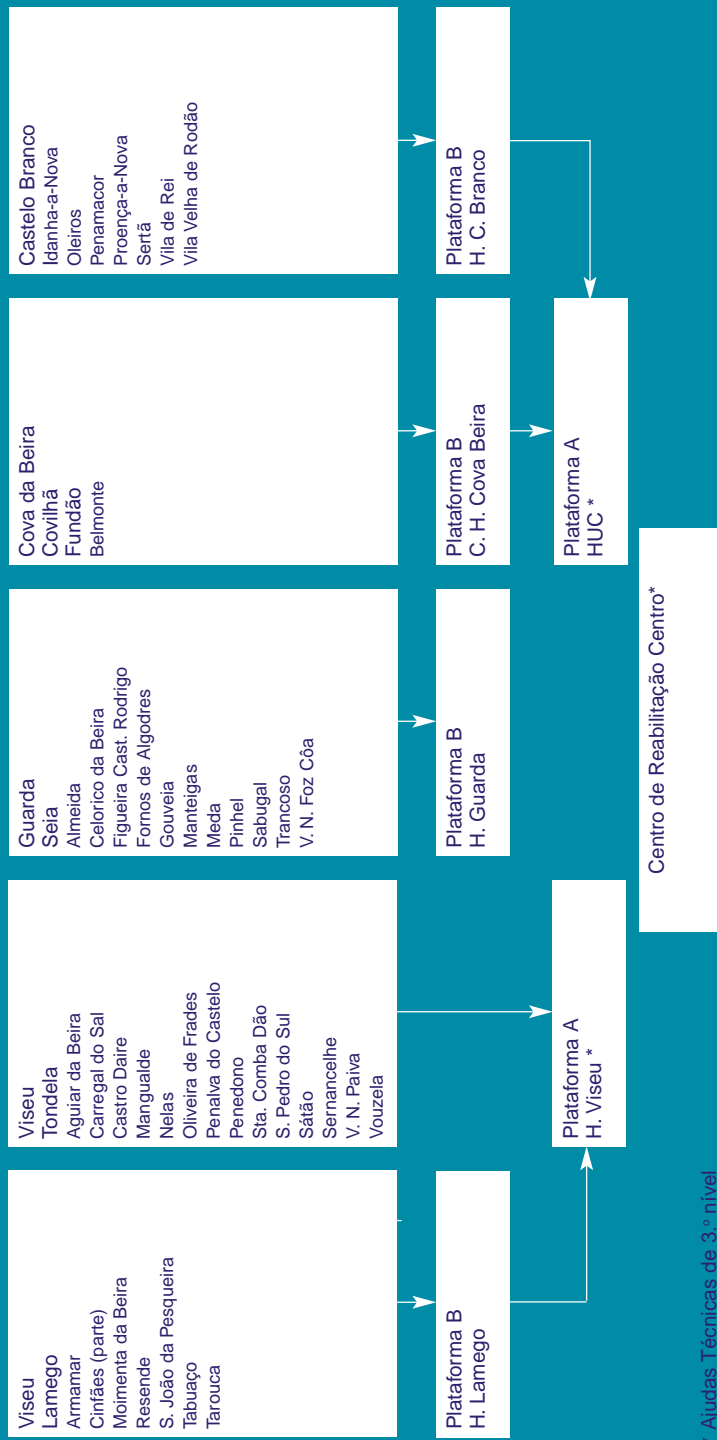 Viseu
Lamego
Armamar
Cinfães (parte)
Moimenta da Beira
Resende
S. João da Pesqueira
Tabuaço
Tarouca
Viseu
Tondela
Aguiar da Beira
Carregal do Sal
Castro Daire
Mangualde
Nelas
Oliveira de Frades
Penalva do Castelo
Penedono
Sta. Comba Dão
S. Pedro do Sul
Sátão
Sernancelhe
V. N. Paiva
Vouzela
Guarda
Seia
Almeida
Celorico da Beira
Figueira Cast. Rodrigo
Fornos de Algodres
Gouveia
Manteigas
Meda
Pinhel
Sabugal
Trancoso
V. N. Foz Côa
Cova da Beira
Covilhã
Fundão
Belmonte
Castelo Branco
Idanha-a-Nova
Oleiros
Penamacor
Proença-a-Nova
Sertã
Vila de Rei
Vila Velha de Rodão
Plataforma B
H. Lamego
Plataforma B
H. Guarda
Plataforma B
C. H. Cova Beira
Plataforma B
H. C. Branco
Plataforma A
H. Viseu *
Plataforma A
HUC *
Centro de Reabilitação Centro*
* Ajudas Técnicas de 3.º nível